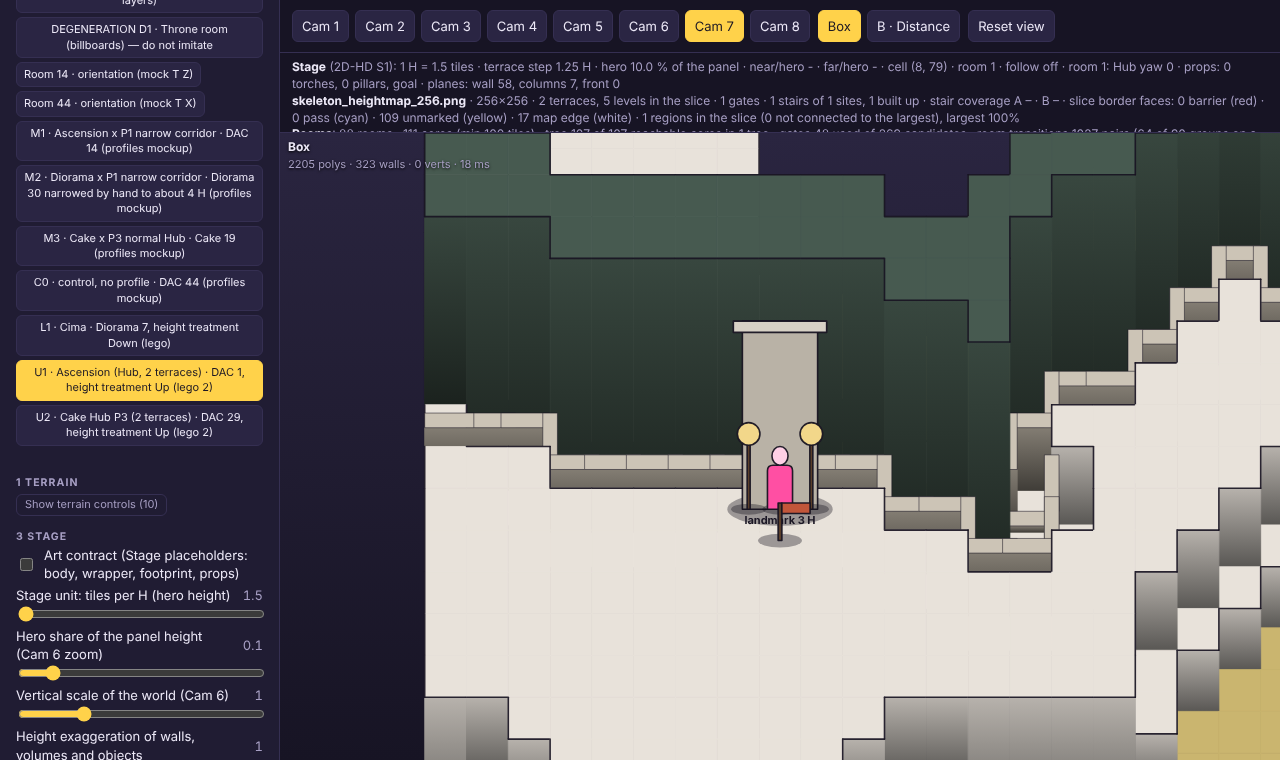 layers)
DEGENERATION D1 · Throne room
(billboards) — do not imitate
Room 14 · orientation (mock T Z)
Room 44 · orientation (mock T X)
M1 · Ascension x P1 narrow corridor · DAC
14 (profiles mockup)
M2 · Diorama x P1 narrow corridor · Diorama
30 narrowed by hand to about 4 H (profiles
mockup)
M3 · Cake x P3 normal Hub · Cake 19
(profiles mockup)
C0 · control, no profile · DAC 44 (profiles
mockup)
L1 · Cima · Diorama 7, height treatment
Down (lego)
U1 · Ascension (Hub, 2 terraces) · DAC 1,
height treatment Up (lego 2)
U2 · Cake Hub P3 (2 terraces) · DAC 29,
height treatment Up (lego 2)
1 TERRAIN
Show terrain controls (10)
3 STAGE
Art contract (Stage placeholders:
body, wrapper, footprint, props)
Stage unit: tiles per H (hero height) 1.5
Hero share of the panel height
(Cam 6 zoom) 0.1
Vertical scale of the world (Cam 6) 1
Height exaggeration of walls,
volumes and objects 1
Cam 1 Cam 2 Cam 3 Cam 4 Cam 5 Cam 6 Cam 7 Cam 8 Box B · Distance Reset view
Stage (2D-HD S1): 1 H = 1.5 tiles · terrace step 1.25 H · hero 10.0 % of the panel · near/hero - · far/hero - · cell (8, 79) · room 1 · follow off · room 1: Hub yaw 0 · props: 0
torches, 0 pillars, goal · planes: wall 58, columns 7, front 0
skeleton_heightmap_256.png · 256×256 · 2 terraces, 5 levels in the slice · 1 gates · 1 stairs of 1 sites, 1 built up · stair coverage A – · B – · slice border faces: 0 barrier (red) ·
0 pass (cyan) · 109 unmarked (yellow) · 17 map edge (white) · 1 regions in the slice (0 not connected to the largest), largest 100%
Box
2205 polys · 323 walls · 0 verts · 18 ms
landmark 3 H